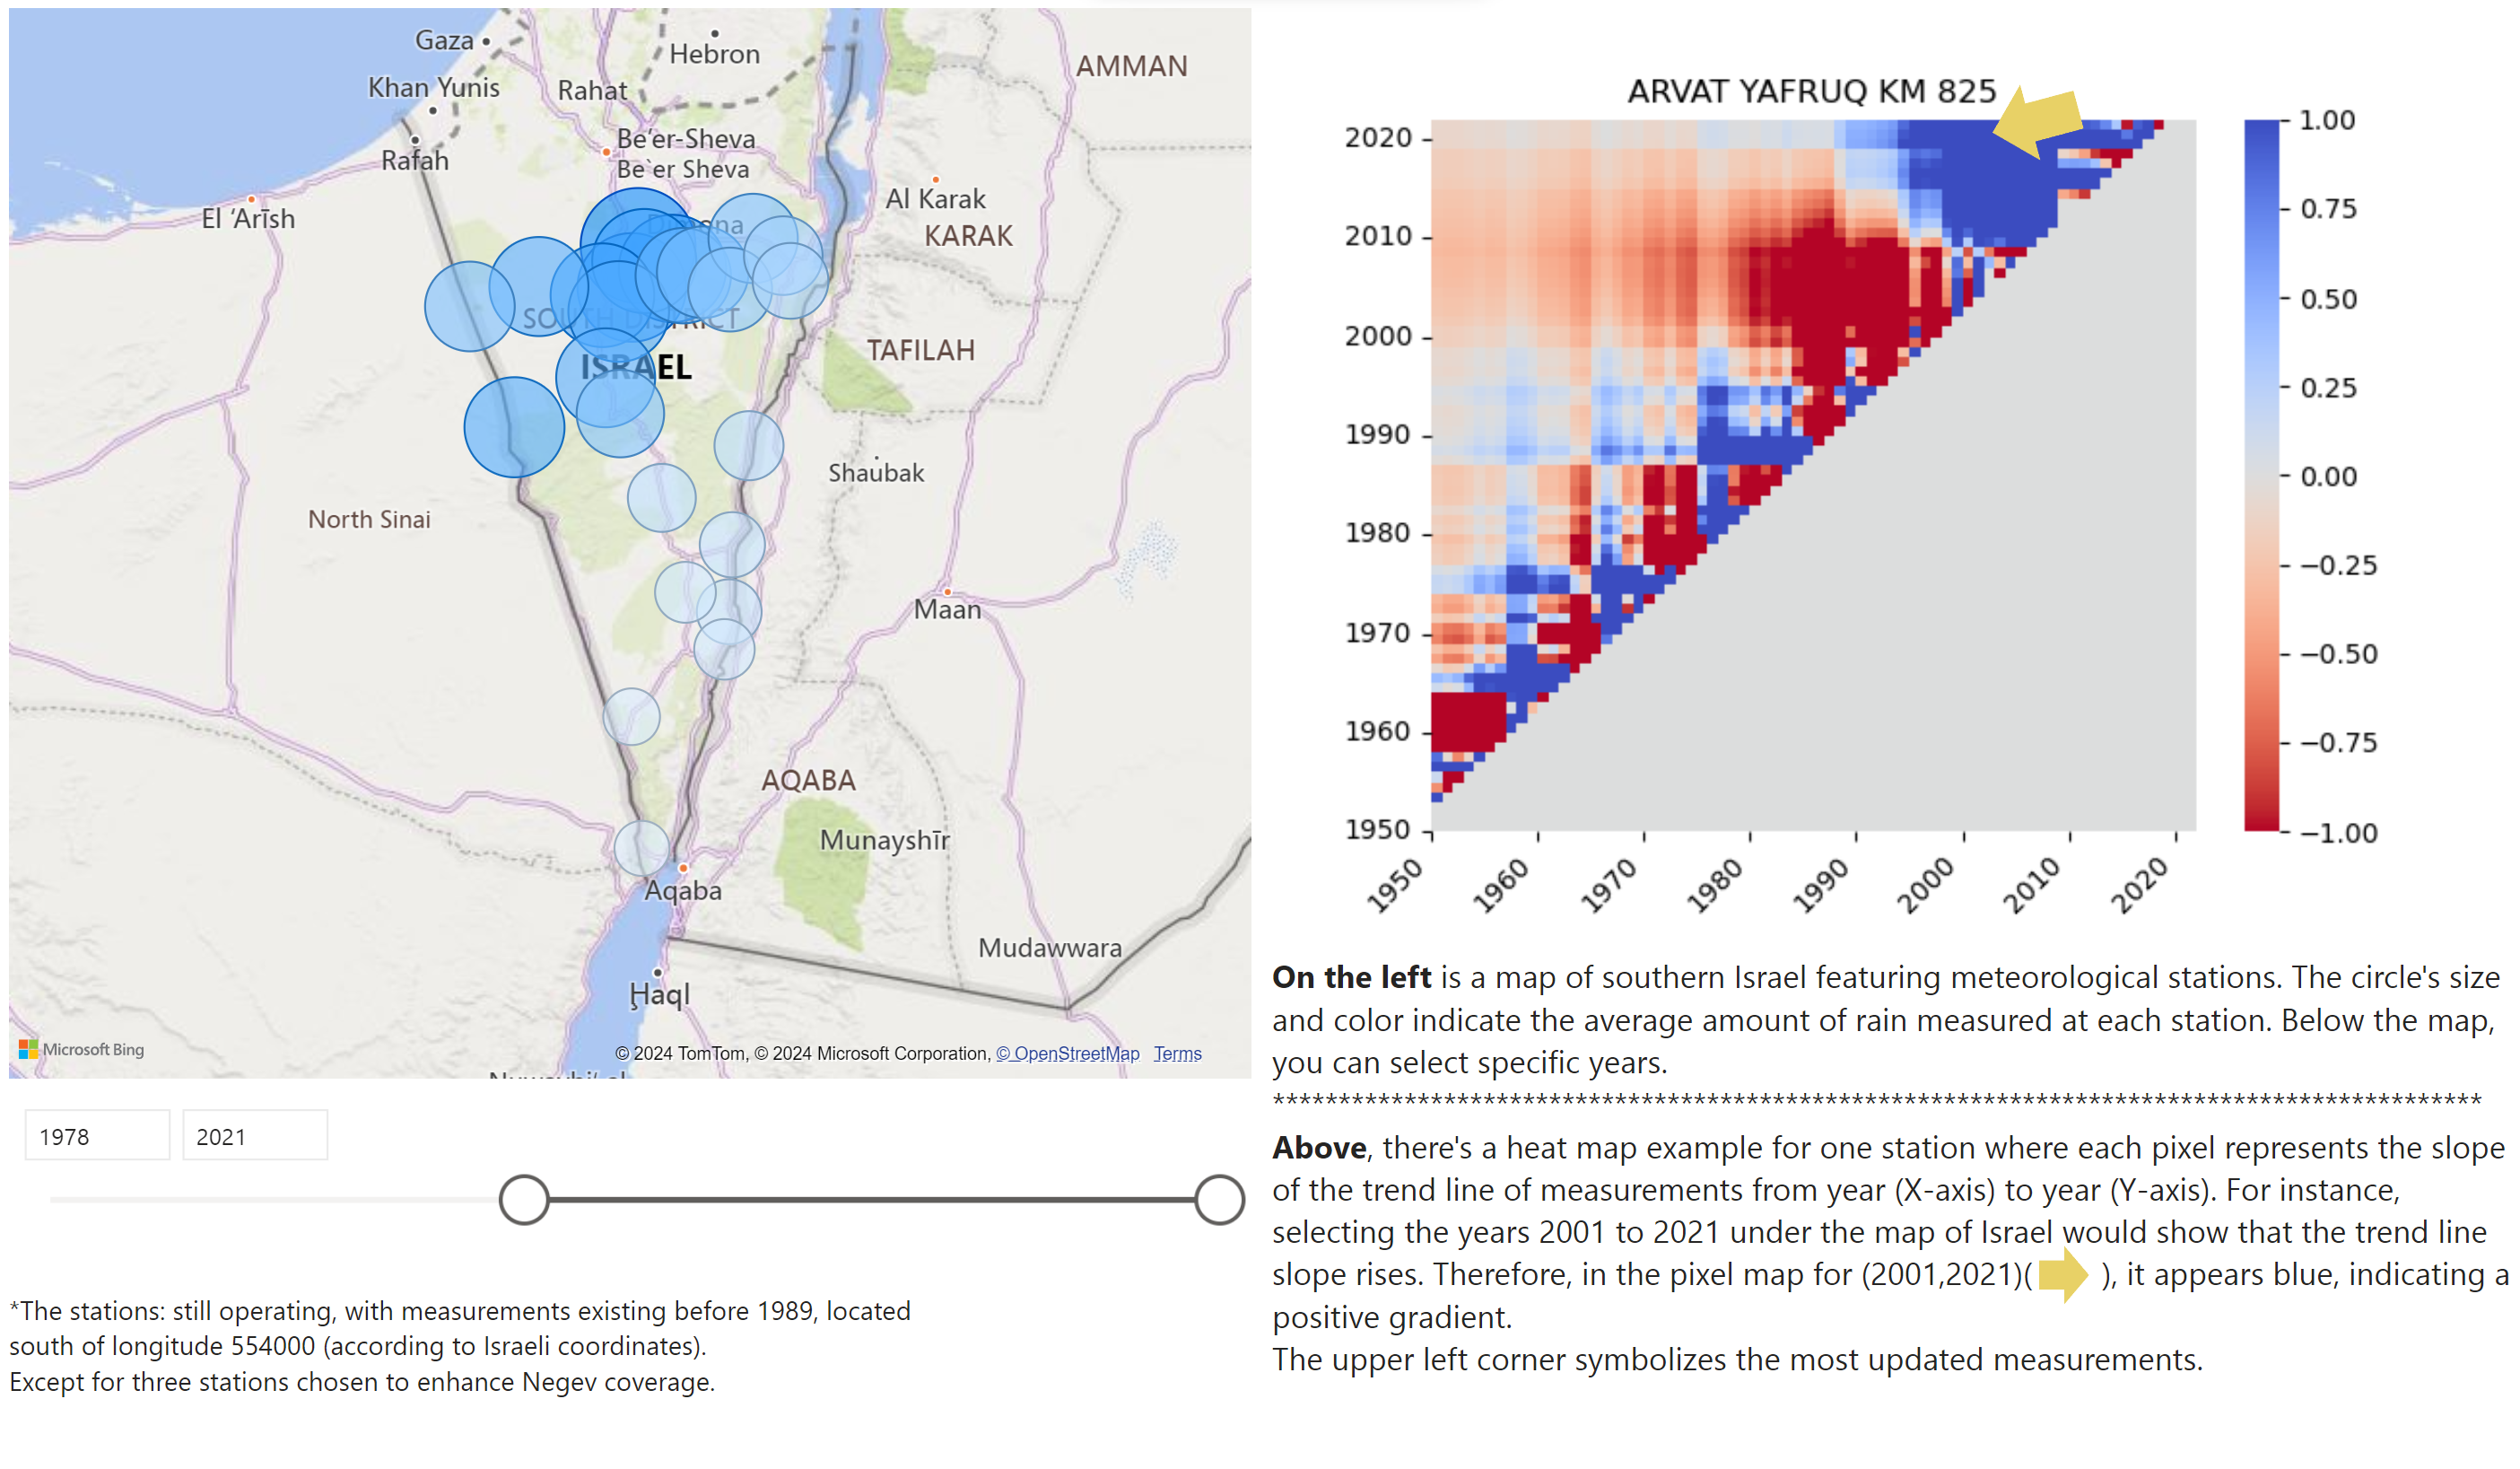 Gaza
Hebron
AMMAN
Khan Yunis
Rahat
Be'er-Sheva
Be`er Sheva
Rafah
Al Karak
El ʻArīsh
KARAK
SOUTH DISTRICT
TAFILAH
ISRAEL
Shaubak
North Sinai
Maan
AQABA
Munayshīr
Aqaba
Mudawwara
Ḩaql
Microsoft Bing
© 2024 TomTom, © 2024 Microsoft Corporation, © OpenStreetMap Terms
1978 2021
*The stations: still operating, with measurements existing before 1989, located
south of longitude 554000 (according to Israeli coordinates).
Except for three stations chosen to enhance Negev coverage.
ARVAT YAFRUQ KM 825
2020
2010
2000
1990
1980
1970
1960
1950
1950 1960 1970 1980 1990 2000 2010 2020
1.00
0.75
0.50
0.25
0.00
−0.25
−0.50
−0.75
−1.00
On the left is a map of southern Israel featuring meteorological stations. The circle's size
and color indicate the average amount of rain measured at each station. Below the map,
you can select specific years.
*******************************************************************************************
Above, there's a heat map example for one station where each pixel represents the slope
of the trend line of measurements from year (X-axis) to year (Y-axis). For instance,
selecting the years 2001 to 2021 under the map of Israel would show that the trend line
slope rises. Therefore, in the pixel map for (2001,2021)( ), it appears blue, indicating a
positive gradient.
The upper left corner symbolizes the most updated measurements.